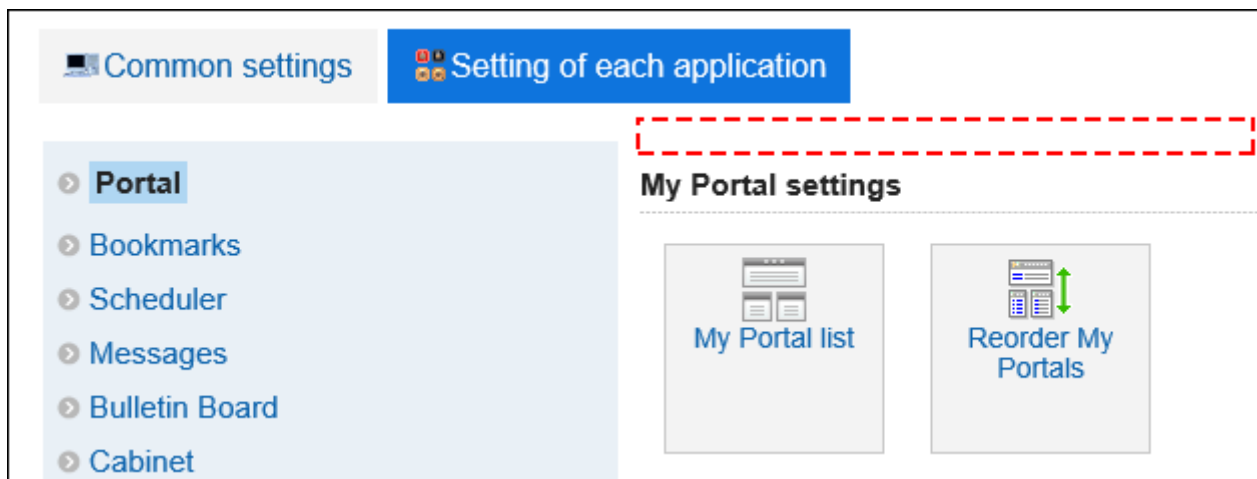 Common settings
Setting of each application
Portal
Bookmarks
Scheduler
Messages
Bulletin Board
Cabinet
My Portal settings
My Portal list
Reorder My
Portals